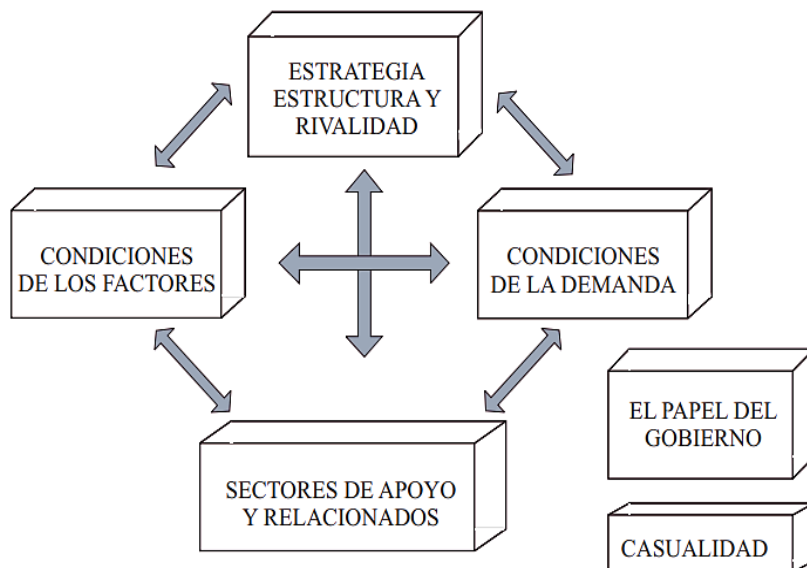 ESTRATEGIA
ESTRUCTURA Y
RIVALIDAD
CONDICIONES
DE LOS FACTORES
CONDICIONES
DE LA DEMANDA
EL PAPEL DEL
GOBIERNO
SECTORES DE APOYO
Y RELACIONADOS
CASUALIDAD